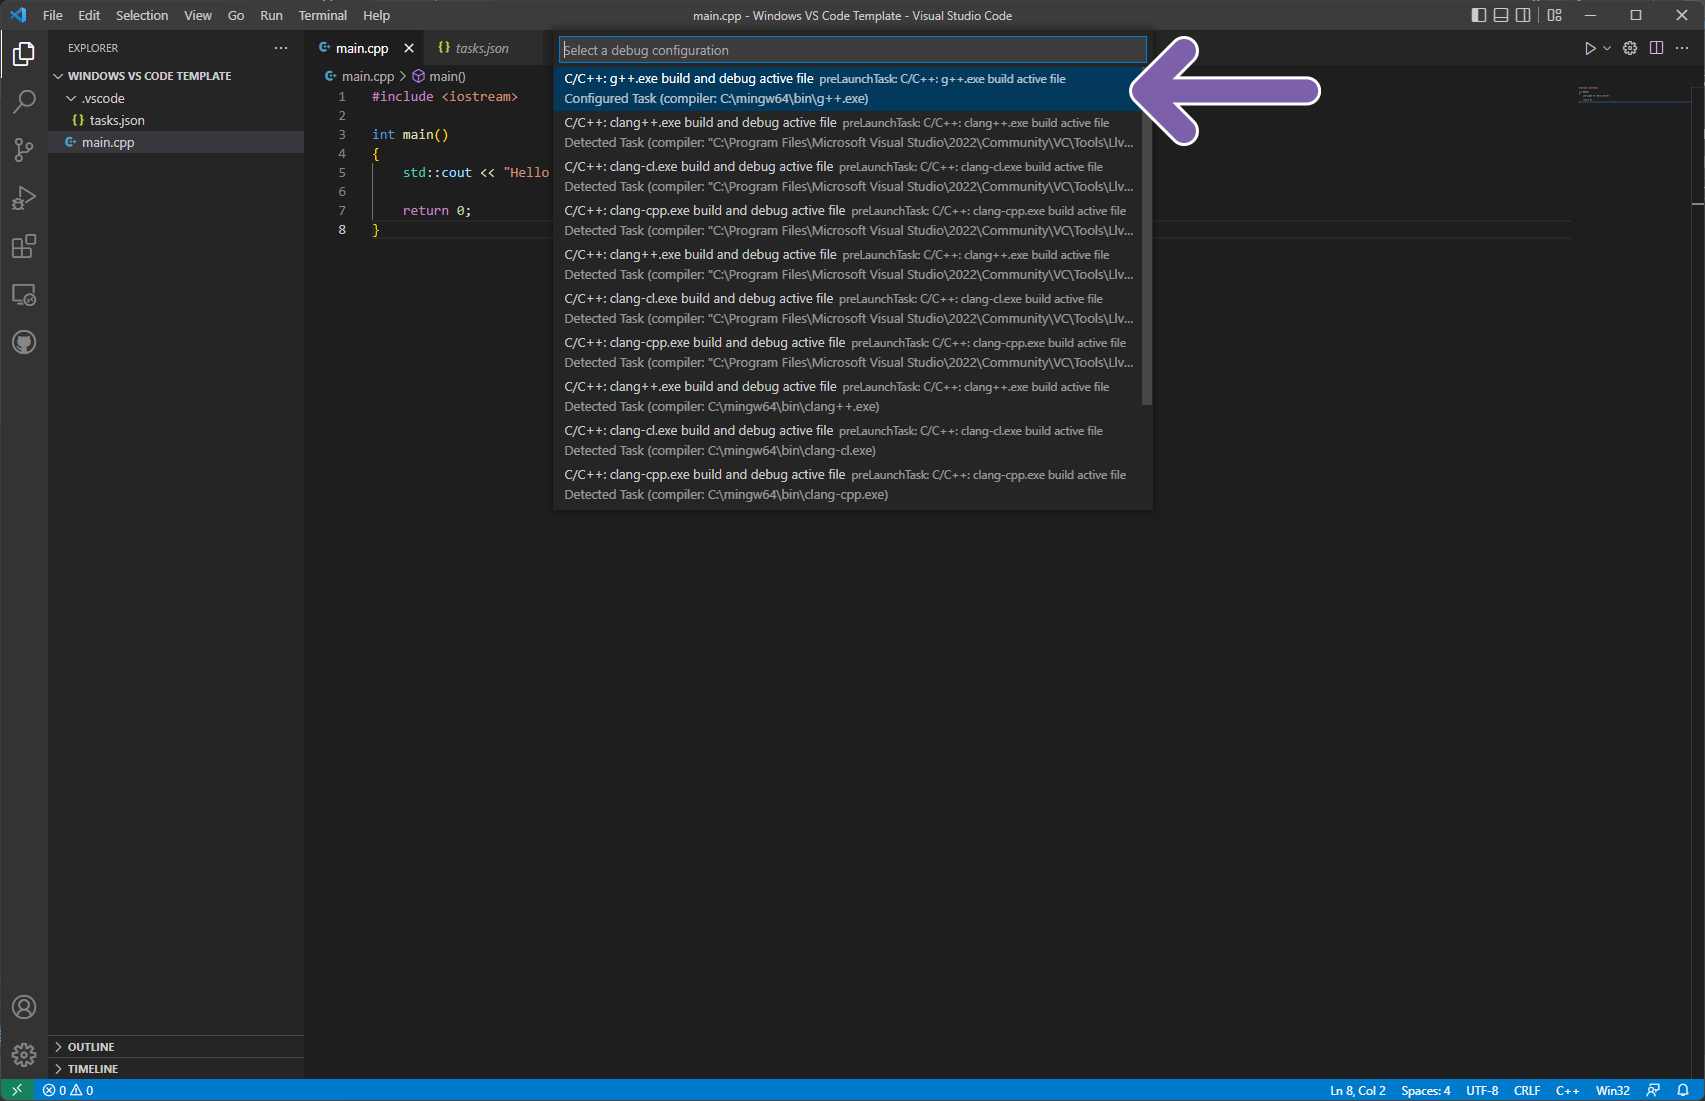 File Edit Selection View Go Run Terminal Help
main.cpp - Windows VS Code Template - Visual Studio Code
EXPLORER
WINDOWS VS CODE TEMPLATE
.vscode
tasks.json
main.cpp
OUTLINE
TIMELINE
main.cpp
tasks.json
main.cpp > main()
1 #include <iostream>
2
3 int main()
4 {
5 std::cout << "Hello
6
7 return 0;
8 }
Select a debug configuration
C/C++: g++.exe build and debug active file preLaunchTask: C/C++: g++.exe build active file
Configured Task (compiler: C:\mingw64\bin\g++.exe)
C/C++: clang++.exe build and debug active file preLaunchTask: C/C++: clang++.exe build active file
Detected Task (compiler: "C:\Program Files\Microsoft Visual Studio\2022\Community\VC\Tools\Llv...
C/C++: clang-cl.exe build and debug active file preLaunchTask: C/C++: clang-cl.exe build active file
Detected Task (compiler: "C:\Program Files\Microsoft Visual Studio\2022\Community\VC\Tools\Llv...
C/C++: clang-cpp.exe build and debug active file preLaunchTask: C/C++: clang-cpp.exe build active file
Detected Task (compiler: "C:\Program Files\Microsoft Visual Studio\2022\Community\VC\Tools\Llv...
C/C++: clang++.exe build and debug active file preLaunchTask: C/C++: clang++.exe build active file
Detected Task (compiler: "C:\Program Files\Microsoft Visual Studio\2022\Community\VC\Tools\Llv...
C/C++: clang-cl.exe build and debug active file preLaunchTask: C/C++: clang-cl.exe build active file
Detected Task (compiler: "C:\Program Files\Microsoft Visual Studio\2022\Community\VC\Tools\Llv...
C/C++: clang-cpp.exe build and debug active file preLaunchTask: C/C++: clang-cpp.exe build active file
Detected Task (compiler: "C:\Program Files\Microsoft Visual Studio\2022\Community\VC\Tools\Llv...
C/C++: clang++.exe build and debug active file preLaunchTask: C/C++: clang++.exe build active file
Detected Task (compiler: C:\mingw64\bin\clang++.exe)
C/C++: clang-cl.exe build and debug active file preLaunchTask: C/C++: clang-cl.exe build active file
Detected Task (compiler: C:\mingw64\bin\clang-cl.exe)
C/C++: clang-cpp.exe build and debug active file preLaunchTask: C/C++: clang-cpp.exe build active file
Detected Task (compiler: C:\mingw64\bin\clang-cpp.exe)
0 0
Ln 8, Col 2 Spaces: 4 UTF-8 CRLF C++ Win32